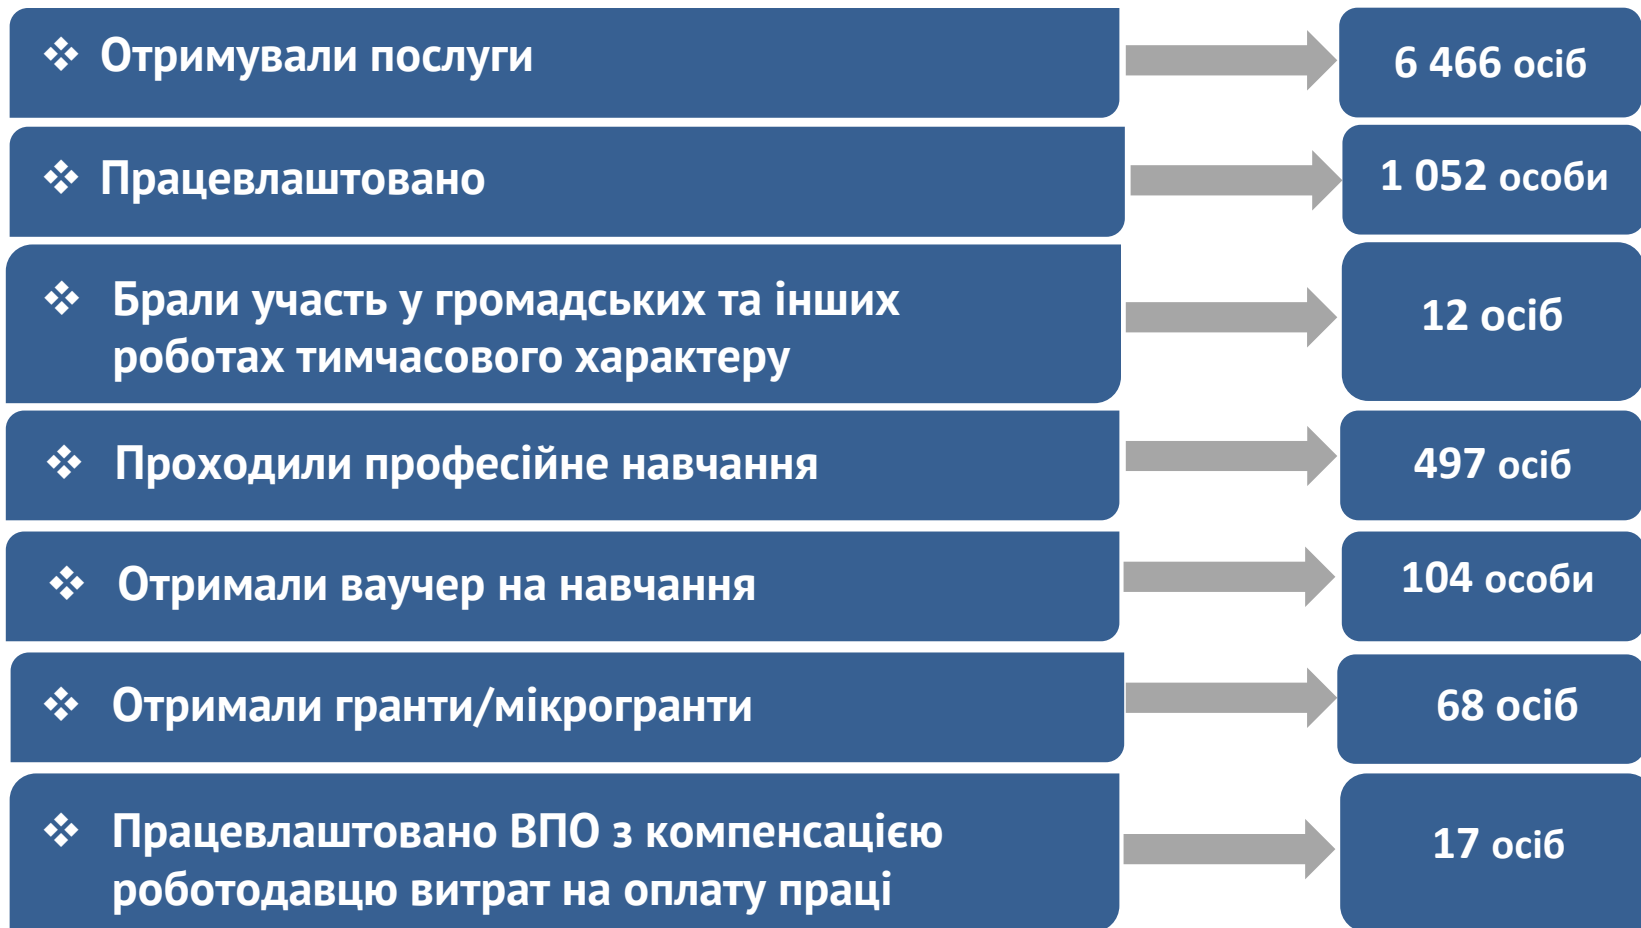 ❖ Отримували послуги
6 466 осіб
❖ Працевлаштовано
1 052 особи
❖ Брали участь у громадських та інших
роботах тимчасового характеру
12 осіб
❖ Проходили професійне навчання
497 осіб
❖ Отримали ваучер на навчання
104 особи
❖ Отримали гранти/мікрогранти
68 осіб
❖ Працевлаштовано ВПО з компенсацією
роботодавцю витрат на оплату праці
17 осіб